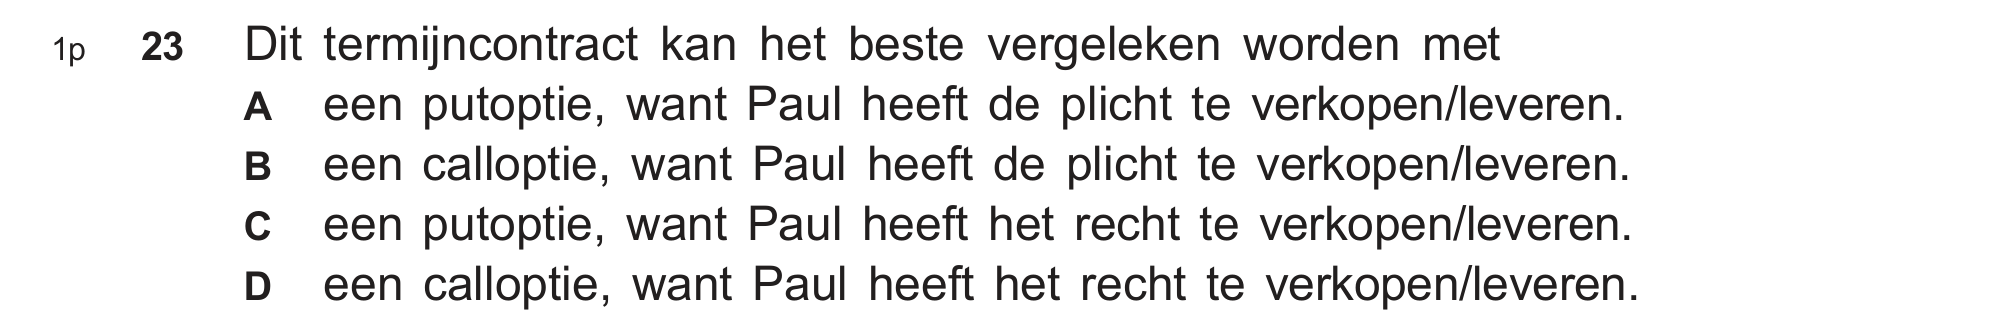 1p 23 Dit termijncontract kan het beste vergeleken worden met
A een putoptie, want Paul heeft de plicht te verkopen/leveren.
B een calloptie, want Paul heeft de plicht te verkopen/leveren.
C een putoptie, want Paul heeft het recht te verkopen/leveren.
D een calloptie, want Paul heeft het recht te verkopen/leveren.